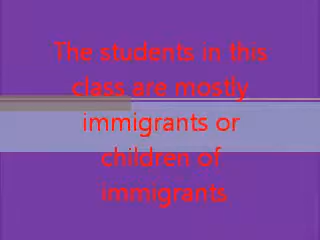 The students in this
class are mostly
immigrants or
children of
immigrants